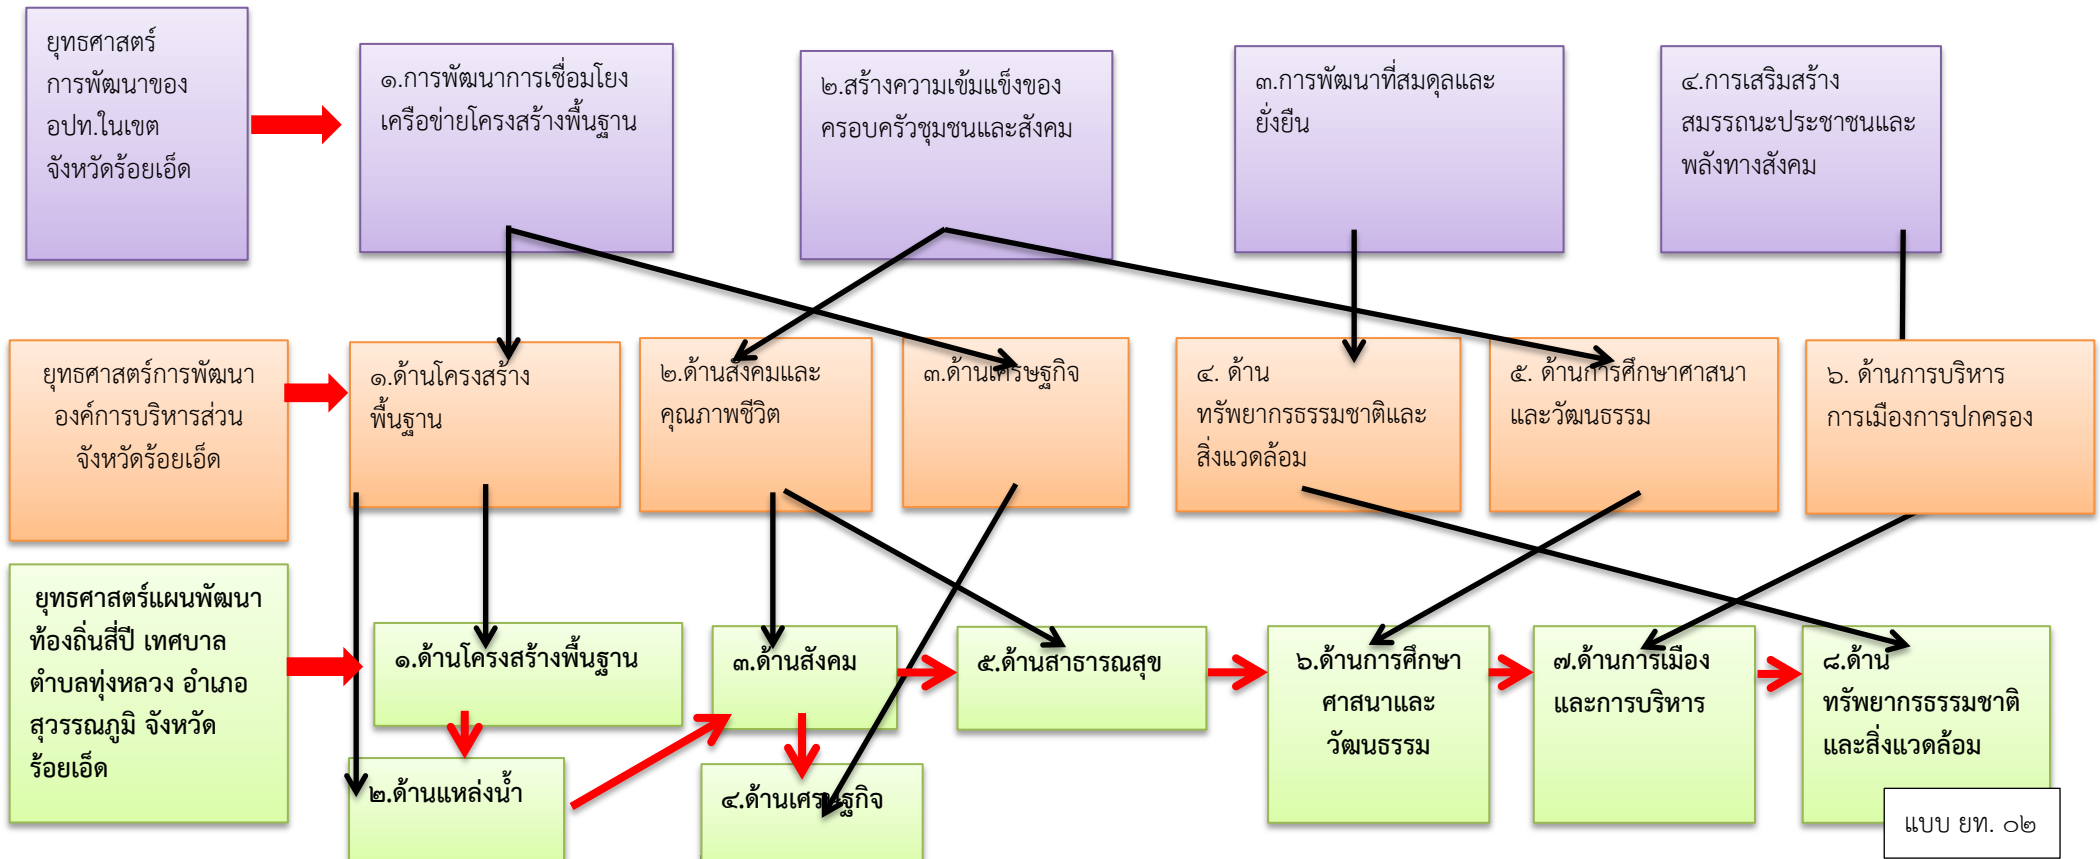 ยุทธศาสตร์
การพัฒนาของ
อปท.ในเขต
จังหวัดร้อยเอ็ด
๑.การพัฒนาการเชื่อมโยง
เครือข่ายโครงสร้างพื้นฐาน
๒.สร้างความเข้มแข็งของ
ครอบครัวชุมชนและสังคม
๓.การพัฒนาที่สมดุลและ
ยั่งยืน
๔.การเสริมสร้าง
สมรรถนะประชาชนและ
พลังทางสังคม
ยุทธศาสตร์การพัฒนา
องค์การบริหารส่วน
จังหวัดร้อยเอ็ด
๑.ด้านโครงสร้าง
พื้นฐาน
๒.ด้านสังคมและ
คุณภาพชีวิต
๓.ด้านเศรษฐกิจ
๔. ด้าน
ทรัพยากรธรรมชาติและ
สิ่งแวดล้อม
๕. ด้านการศึกษาศาสนา
และวัฒนธรรม
๖. ด้านการบริหาร
การเมืองการปกครอง
ยุทธศาสตร์แผนพัฒนา
ท้องถิ่นสี่ปี เทศบาล
ตำบลทุ่งหลวง อำเภอ
สุวรรณภูมิ จังหวัด
ร้อยเอ็ด
๑.ด้านโครงสร้างพื้นฐาน
๒.ด้านแหล่งน้ำ
๓.ด้านสังคม
๔.ด้านเศรษฐกิจ
๕.ด้านสาธารณสุข
๖.ด้านการศึกษา
ศาสนาและ
วัฒนธรรม
๗.ด้านการเมือง
และการบริหาร
๘.ด้าน
ทรัพยากรธรรมชาติ
และสิ่งแวดล้อม
แบบ ยท. ๐๒